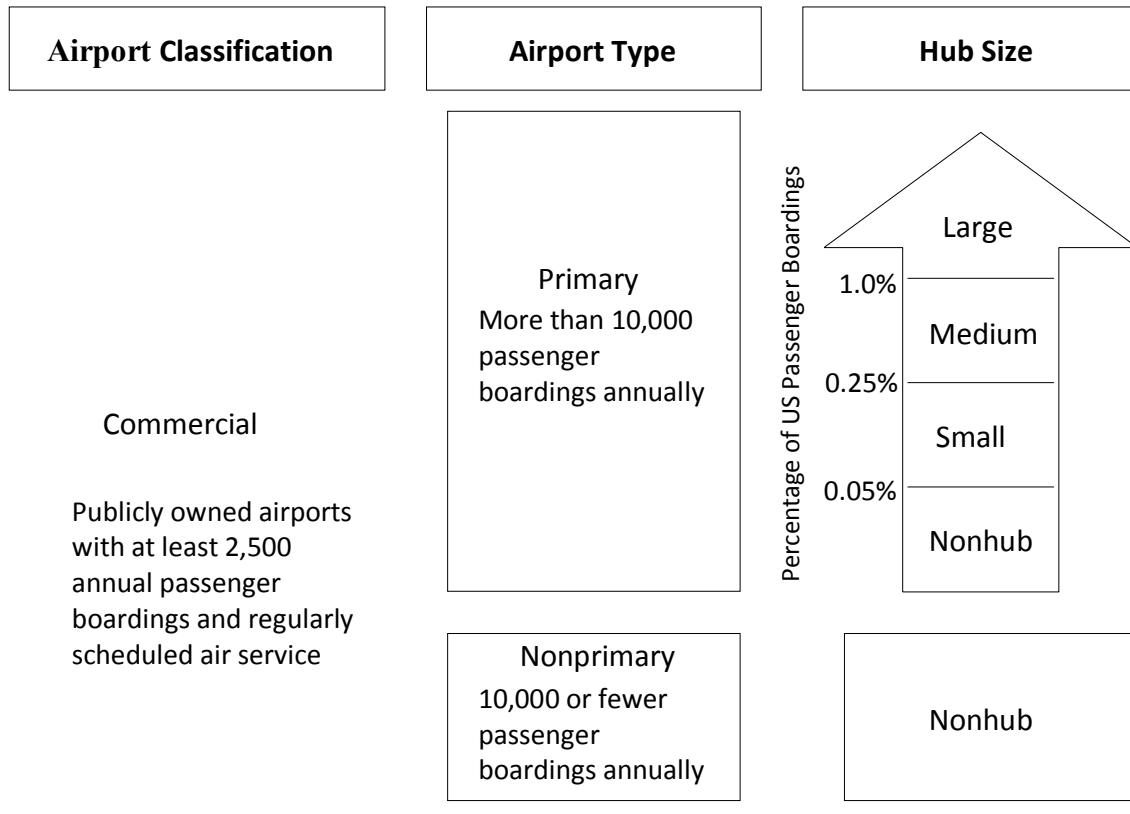 Airport Classification
Airport Type
Hub Size
Commercial
Publicly owned airports
with at least 2,500
annual passenger
boardings and regularly
scheduled air service
Primary
More than 10,000
passenger
boardings annually
Percentage of US Passenger Boardings
Large
1.0%
Medium
0.25%
Small
0.05%
Nonhub
Nonprimary
10,000 or fewer
passenger
boardings annually
Nonhub